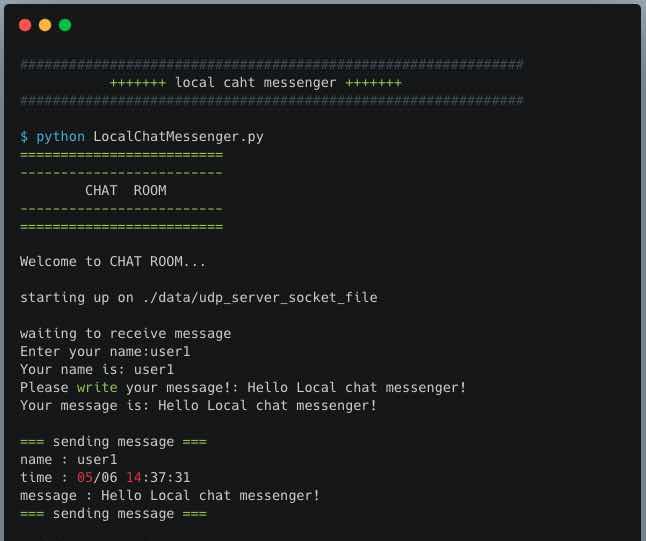 ##############################################################
+++++++ local caht messenger +++++++
##############################################################
$ python LocalChatMessenger.py
=========================
-------------------------
CHAT  ROOM
-------------------------
=========================
Welcome to CHAT ROOM...
starting up on ./data/udp_server_socket_file
waiting to receive message
Enter your name:user1
Your name is: user1
Please write your message!: Hello Local chat messenger!
Your message is: Hello Local chat messenger!
=== sending message ===
name : user1
time : 05/06 14:37:31
message : Hello Local chat messenger!
=== sending message ===